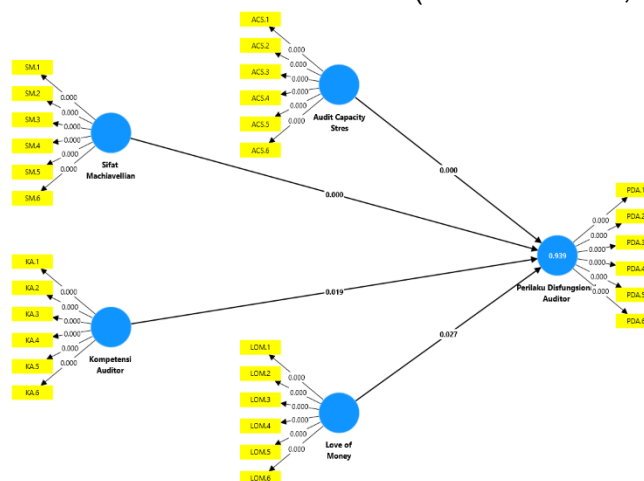 (
ACS.1
ACS.2
ACS.3
ACS.4
ACS.5
ACS.6
0.000
0.000
0.000
0.000
0.000
0.000
Audit Capacity
Stres
SM.1
SM.2
SM.3
SM.4
SM.5
SM.6
0.000
0.000
0.000
0.000
0.000
0.000
Sifat
Machiavellian
0.000
0.000
PDA.1
PDA.2
PDA.3
PDA.4
PDA.5
PDA.6
0.000
0.000
0.000
0.000
0.000
0.000
0.939
Perilaku Disfungsion
Auditor
KA.1
KA.2
KA.3
KA.4
KA.5
KA.6
0.000
0.000
0.000
0.000
0.000
0.000
Kompetensi
Auditor
0.019
0.027
LOM.1
LOM.2
LOM.3
LOM.4
LOM.5
LOM.6
0.000
0.000
0.000
0.000
0.000
0.000
Love of
Money